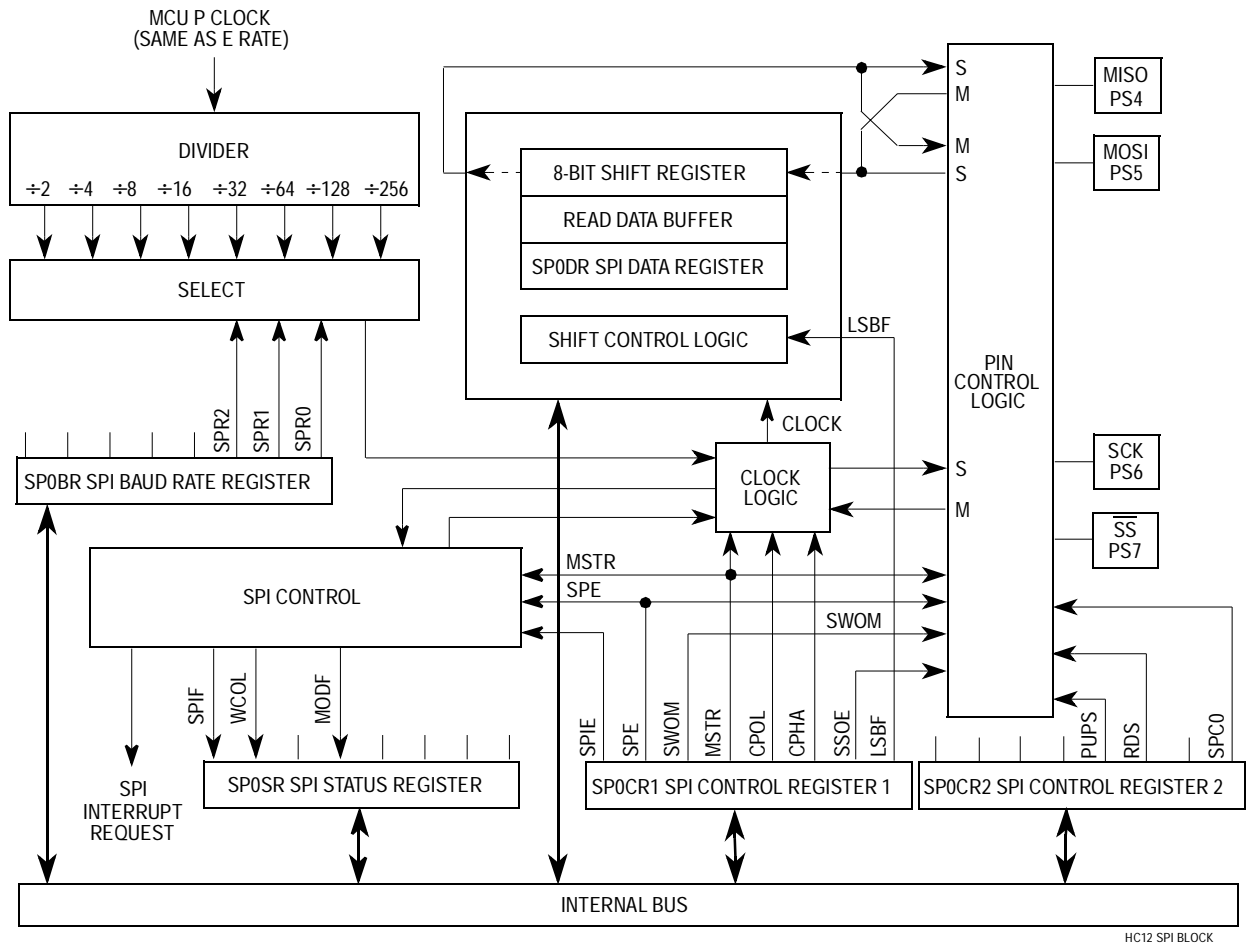 MCU P CLOCK
(SAME AS E RATE)
DIVIDER
÷2 ÷4 ÷8 ÷16 ÷32 ÷64 ÷128 ÷256
SELECT
SPR2
SPR1
SPR0
SP0BR SPI BAUD RATE REGISTER
8-BIT SHIFT REGISTER
READ DATA BUFFER
SP0DR SPI DATA REGISTER
SHIFT CONTROL LOGIC
LSBF
CLOCK
CLOCK
LOGIC
S
M
M
S
PIN
CONTROL
LOGIC
S
M
MISO
PS4
MOSI
PS5
SCK
PS6
SS
PS7
SPI CONTROL
MSTR
SPE
SWOM
SPIF
WCOL
MODF
SPI
INTERRUPT
REQUEST
SP0SR SPI STATUS REGISTER
SPIE
SPE
SWOM
MSTR
CPOL
CPHA
SSOE
LSBF
SP0CR1 SPI CONTROL REGISTER 1
PUPS
RDS
SPC0
SP0CR2 SPI CONTROL REGISTER 2
INTERNAL BUS
HC12 SPI BLOCK